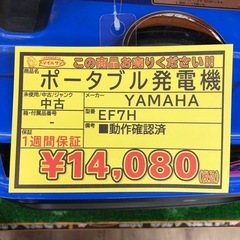 この商品お売りください!!
商品名
ポータブル発電機
未使用/中古/ジャンク
中古
メーカー
YAMAHA
箱・付属品番号
-
型番
EF7H
保証
1週間保証
備考
■動作確認済
¥14,080